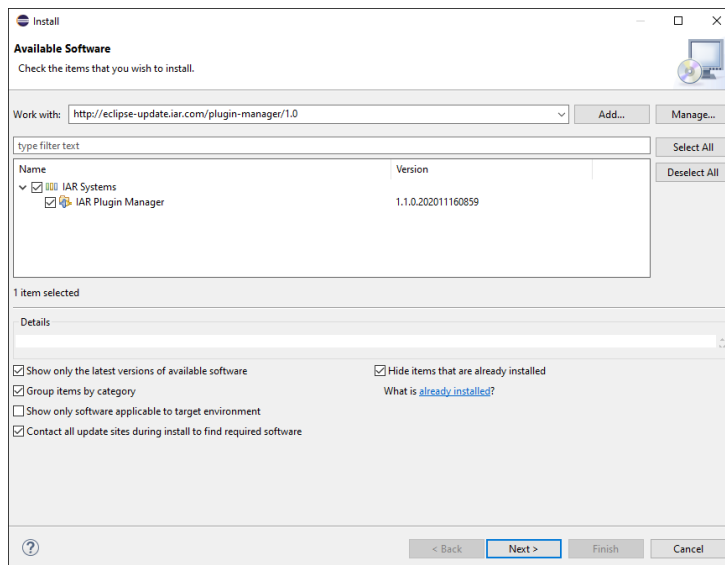 Install
Available Software
Check the items that you wish to install.
Work with: http://eclipse-update.iar.com/plugin-manager/1.0 Add... Manage...
type filter text Select All
Name Version Deselect All
IAR Systems
IAR Plugin Manager 1.1.0.202011160859
1 item selected
Details
Show only the latest versions of available software Hide items that are already installed
Group items by category What is already installed?
Show only software applicable to target environment
Contact all update sites during install to find required software
? < Back Next > Finish Cancel